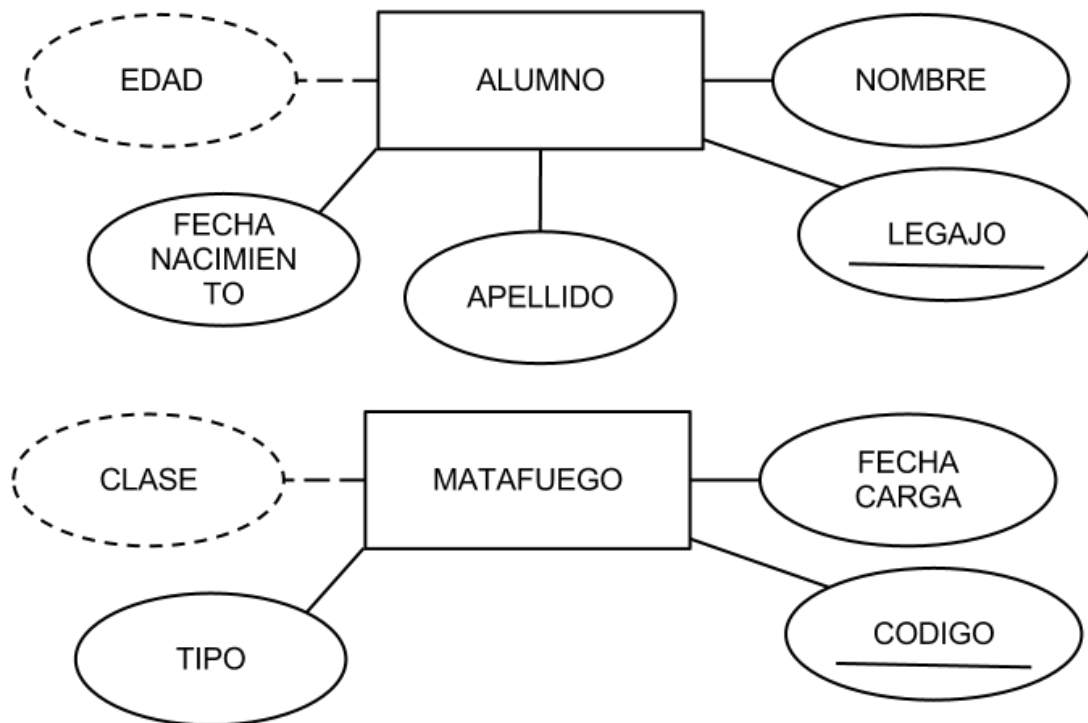 EDAD
ALUMNO
NOMBRE
FECHA
NACIMIEN
TO
APELLIDO
LEGAJO
CLASE
MATAFUEGO
FECHA
CARGA
TIPO
CODIGO